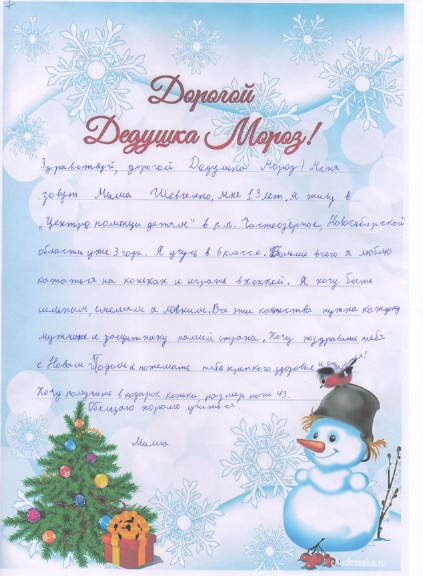 Дорогой
Дедушка Мороз!
Здравствуй, дорогой Дедушка Мороз! Меня
зовут Миша Шевченко, мне 13 лет. Я живу в
„Центре помощи детям" в р.п. Чистоозёрное, Новосибирской
области уже 3 года. Я учусь в 6 классе. Больше всего я люблю
кататься на коньках и играть в хоккей. Я хочу быть
сильным, смелым и ловким. Все эти качества нужны каждому
мужчине и защитнику нашей страны. Хочу поздравить тебя
с Новым Годом и пожелать тебе крепкого здоровья и
Хочу получить в подарок коньки, размер ноги 43.
Обещаю хорошо учиться.
Миша